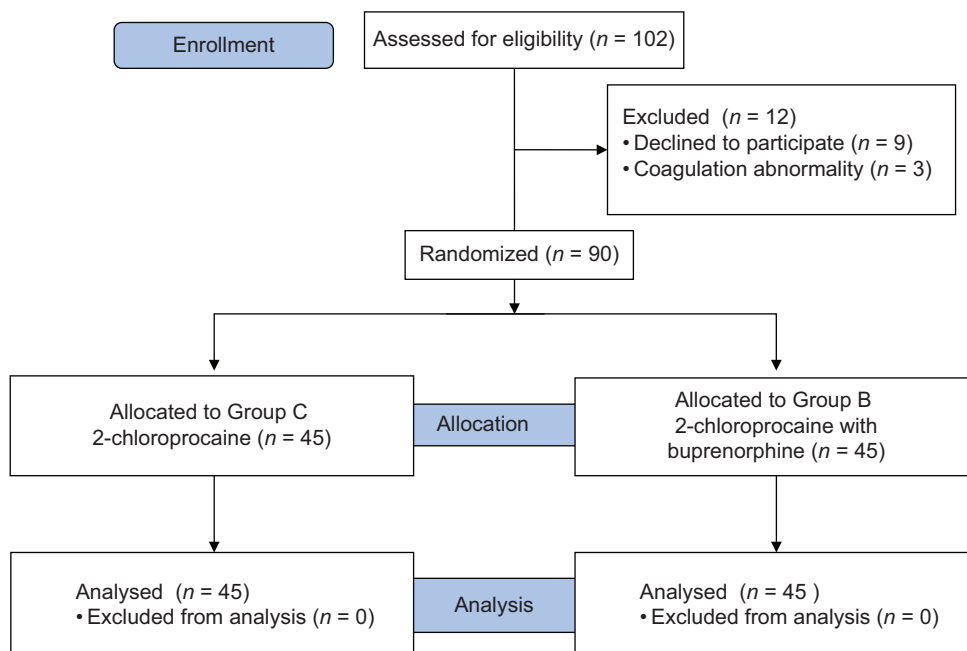 Enrollment
Assessed for eligibility (n = 102)
Excluded (n = 12)
• Declined to participate (n = 9)
• Coagulation abnormality (n = 3)
Randomized (n = 90)
Allocated to Group C
2-chloroprocaine (n = 45)
Allocation
Allocated to Group B
2-chloroprocaine with
buprenorphine (n = 45)
Analysed (n = 45)
• Excluded from analysis (n = 0)
Analysis
Analysed (n = 45 )
• Excluded from analysis (n = 0)